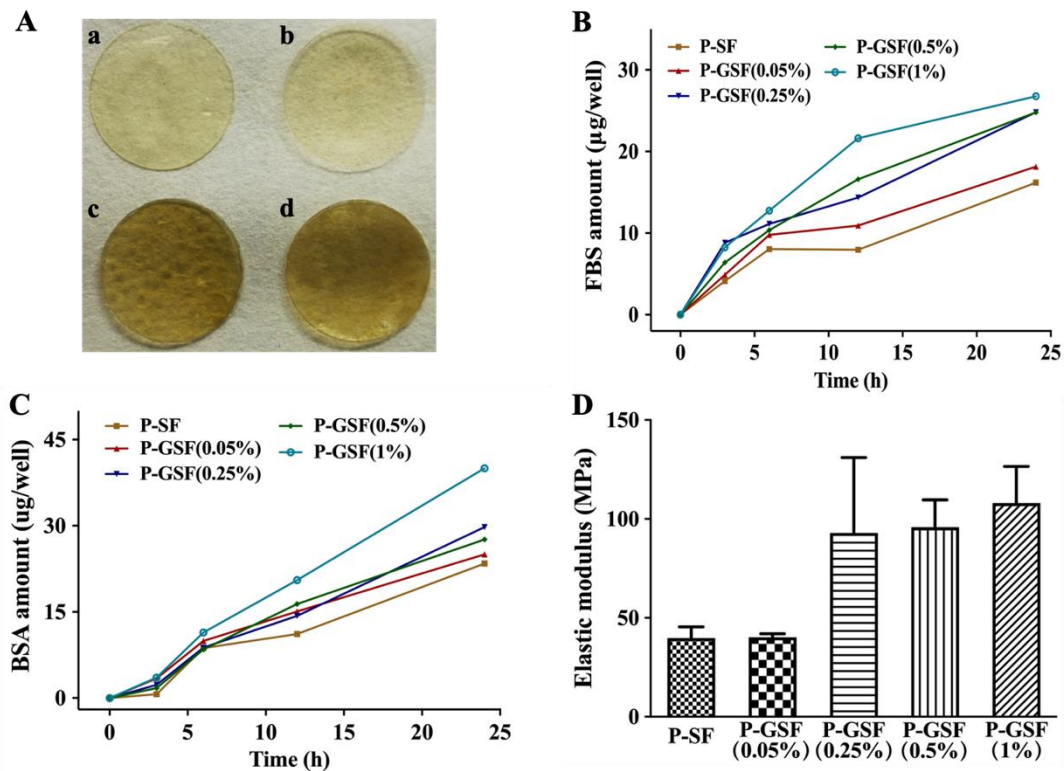 A
a
b
c
d
B
P-SF
P-GSF(0.05%)
P-GSF(0.25%)
P-GSF(0.5%)
P-GSF(1%)
FBS amount (μg/well)
30
20
10
0
0 5 10 15 20 25
Time (h)
C
P-SF
P-GSF(0.05%)
P-GSF(0.25%)
P-GSF(0.5%)
P-GSF(1%)
BSA amount (ug/well)
45
30
15
0
0 5 10 15 20 25
Time (h)
D
Elastic modulus (MPa)
150
100
50
0
P-SF
P-GSF
(0.05%)
P-GSF
(0.25%)
P-GSF
(0.5%)
P-GSF
(1%)